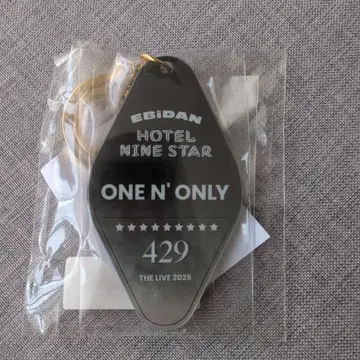 EBiDAN
HOTEL
NINE STAR
ONE N' ONLY
★★★★★★★★★
429
THE LIVE 2025